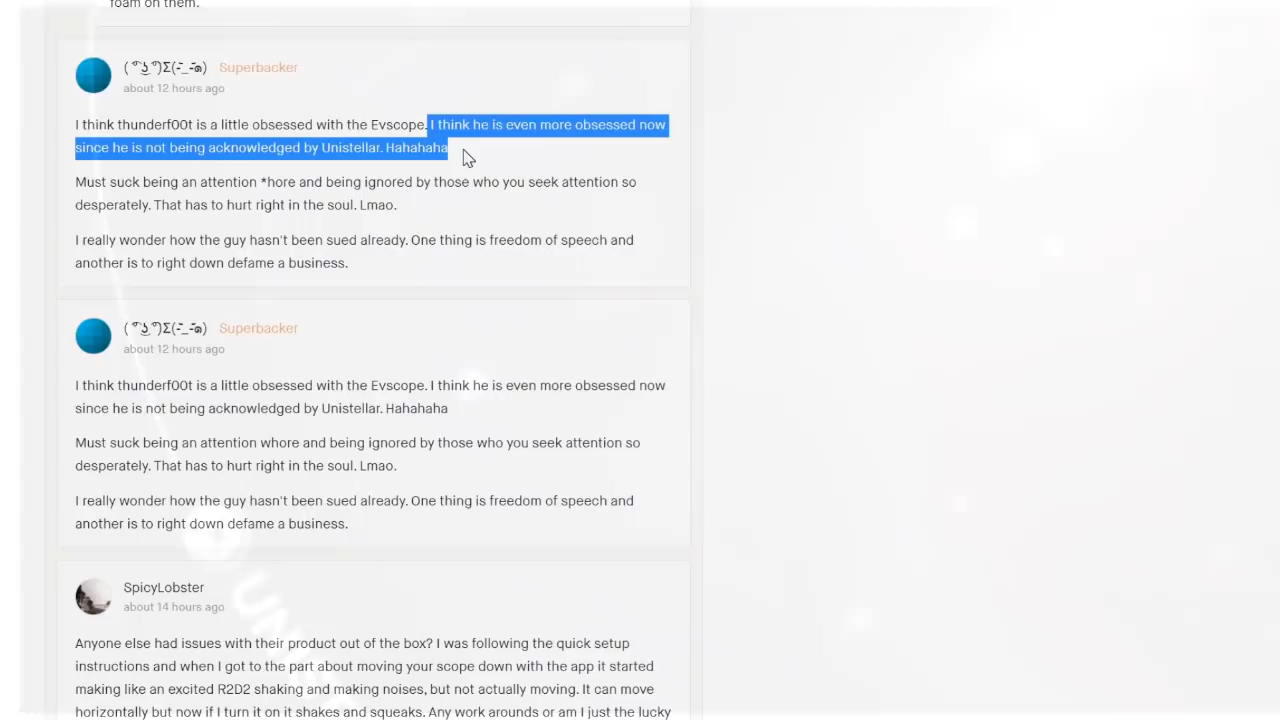 foam on them.
( ͡° ͜ʖ ͡°)Σ(-᷅_-᷄๑) Superbacker
about 12 hours ago
I think thunderf00t is a little obsessed with the Evscope. I think he is even more obsessed now
since he is not being acknowledged by Unistellar. Hahahaha
Must suck being an attention *hore and being ignored by those who you seek attention so
desperately. That has to hurt right in the soul. Lmao.
I really wonder how the guy hasn't been sued already. One thing is freedom of speech and
another is to right down defame a business.
( ͡° ͜ʖ ͡°)Σ(-᷅_-᷄๑) Superbacker
about 12 hours ago
I think thunderf00t is a little obsessed with the Evscope. I think he is even more obsessed now
since he is not being acknowledged by Unistellar. Hahahaha
Must suck being an attention whore and being ignored by those who you seek attention so
desperately. That has to hurt right in the soul. Lmao.
I really wonder how the guy hasn't been sued already. One thing is freedom of speech and
another is to right down defame a business.
SpicyLobster
about 14 hours ago
Anyone else had issues with their product out of the box? I was following the quick setup
instructions and when I got to the part about moving your scope down with the app it started
making like an excited R2D2 shaking and making noises, but not actually moving. It can move
horizontally but now if I turn it on it shakes and squeaks. Any work arounds or am I just the lucky